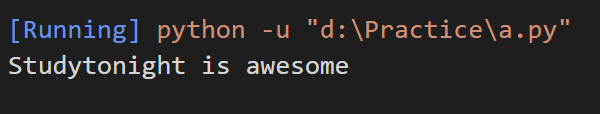 [Running] python -u "d:\Practice\a.py"
Studytonight is awesome